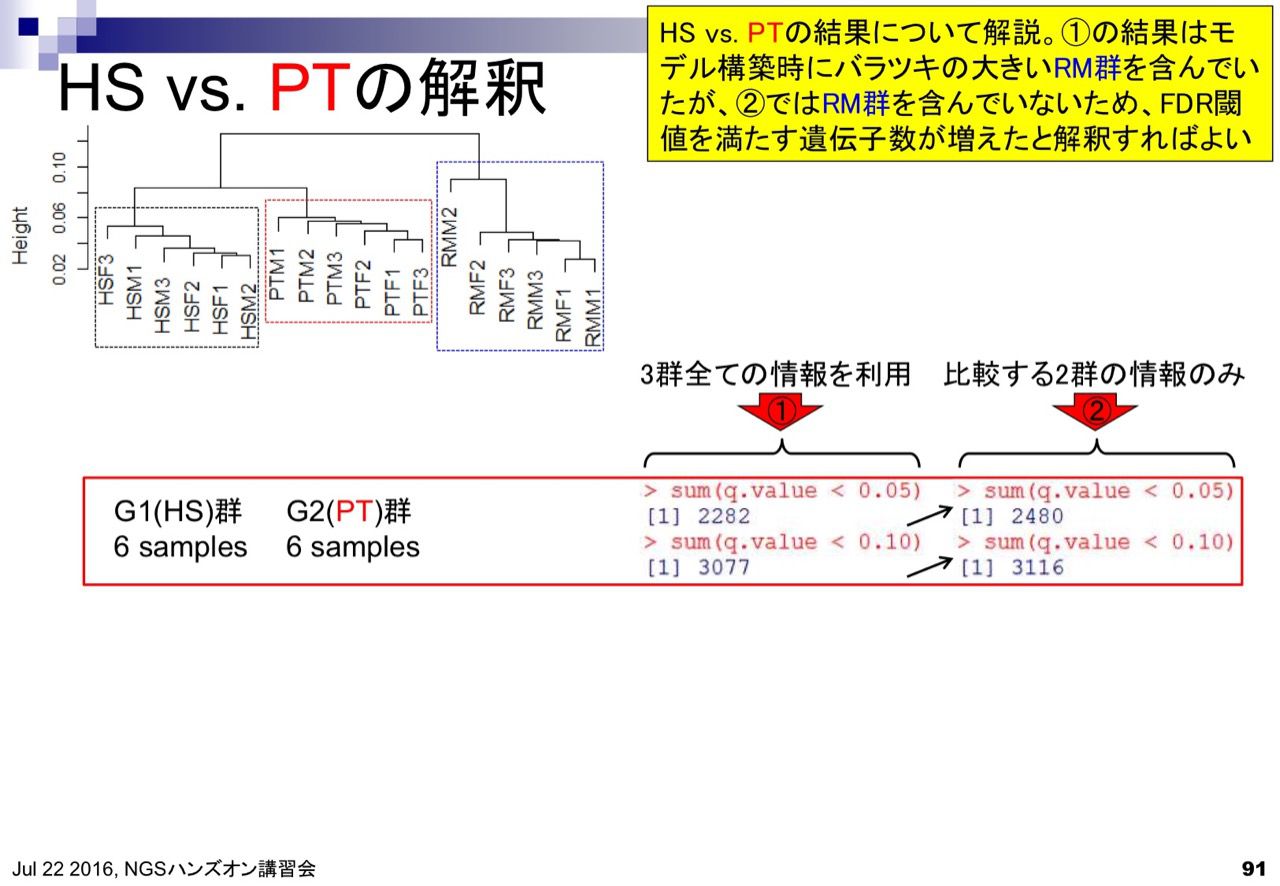 HS vs. PTの結果について解説。①の結果はモ
デル構築時にバラツキの大きいRM群を含んでい
たが、②ではRM群を含んでいないため、FDR閾
値を満たす遺伝子数が増えたと解釈すればよい
HS vs. PTの解釈
Height
0.02 0.06 0.10
HSF3 HSM1 HSM3 HSF2 HSF1 HSM2 PTM1 PTM2 PTM3 PTF2 PTF1 PTF3 RMM2 RMF2 RMF3 RMM3 RMF1 RMM1
3群全ての情報を利用 比較する2群の情報のみ
① ②
G1(HS)群 G2(PT)群
6 samples 6 samples
> sum(q.value < 0.05) > sum(q.value < 0.05)
[1] 2282 [1] 2480
> sum(q.value < 0.10) > sum(q.value < 0.10)
[1] 3077 [1] 3116
Jul 22 2016, NGSハンズオン講習会 91